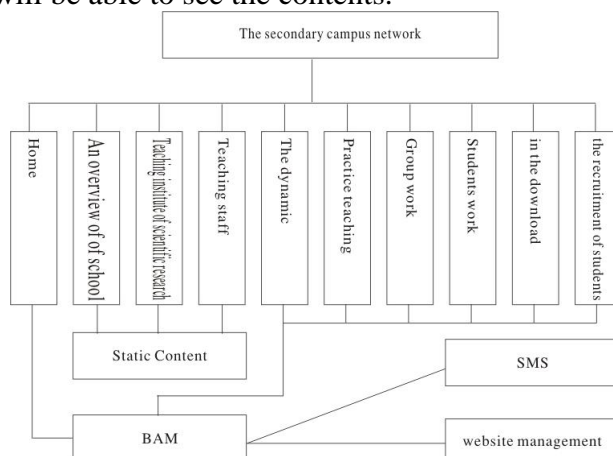 will be able to see the contents.
The secondary campus network
Home
An overview of of school
Teaching institute of scientific research
Teaching staff
The dynamic
Practice teaching
Group work
Students work
in the download
the recruitment of students
Static Content
SMS
BAM
website management